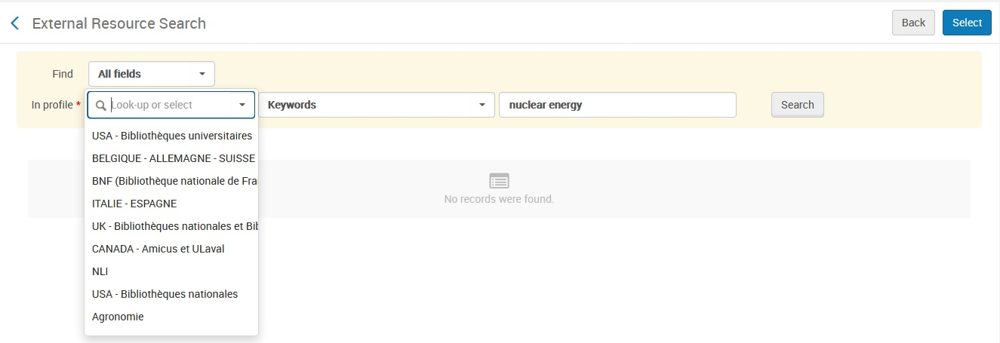 External Resource Search
Back
Select
Find
All fields
In profile *
Look-up or select
Keywords
nuclear energy
Search
USA - Bibliothèques universitaires
BELGIQUE - ALLEMAGNE - SUISSE
BNF (Bibliothèque nationale de Fra
ITALIE - ESPAGNE
UK - Bibliothèques nationales et Bib
CANADA - Amicus et ULaval
NLI
USA - Bibliothèques nationales
Agronomie
No records were found.